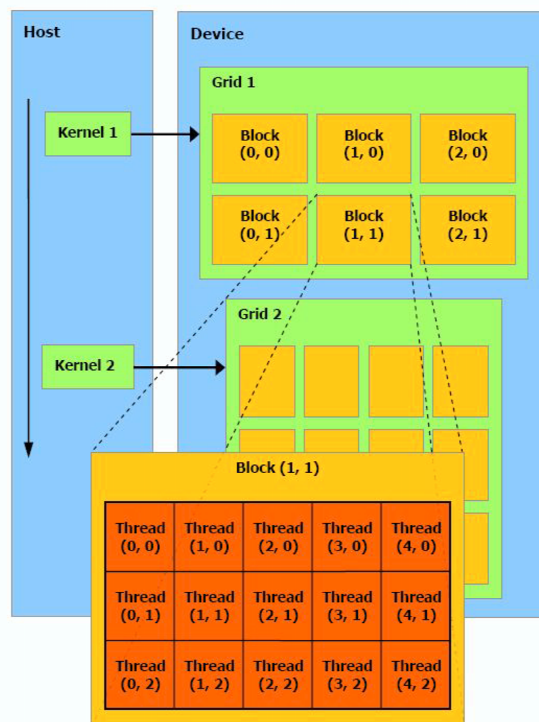 Host
Device
Grid 1
Kernel 1
Block Block Block
(0, 0) (1, 0) (2, 0)
Block Block Block
(0, 1) (1, 1) (2, 1)
Grid 2
Kernel 2
Block (1, 1)
Thread Thread Thread Thread Thread
(0, 0) (1, 0) (2, 0) (3, 0) (4, 0)
Thread Thread Thread Thread Thread
(0, 1) (1, 1) (2, 1) (3, 1) (4, 1)
Thread Thread Thread Thread Thread
(0, 2) (1, 2) (2, 2) (3, 2) (4, 2)